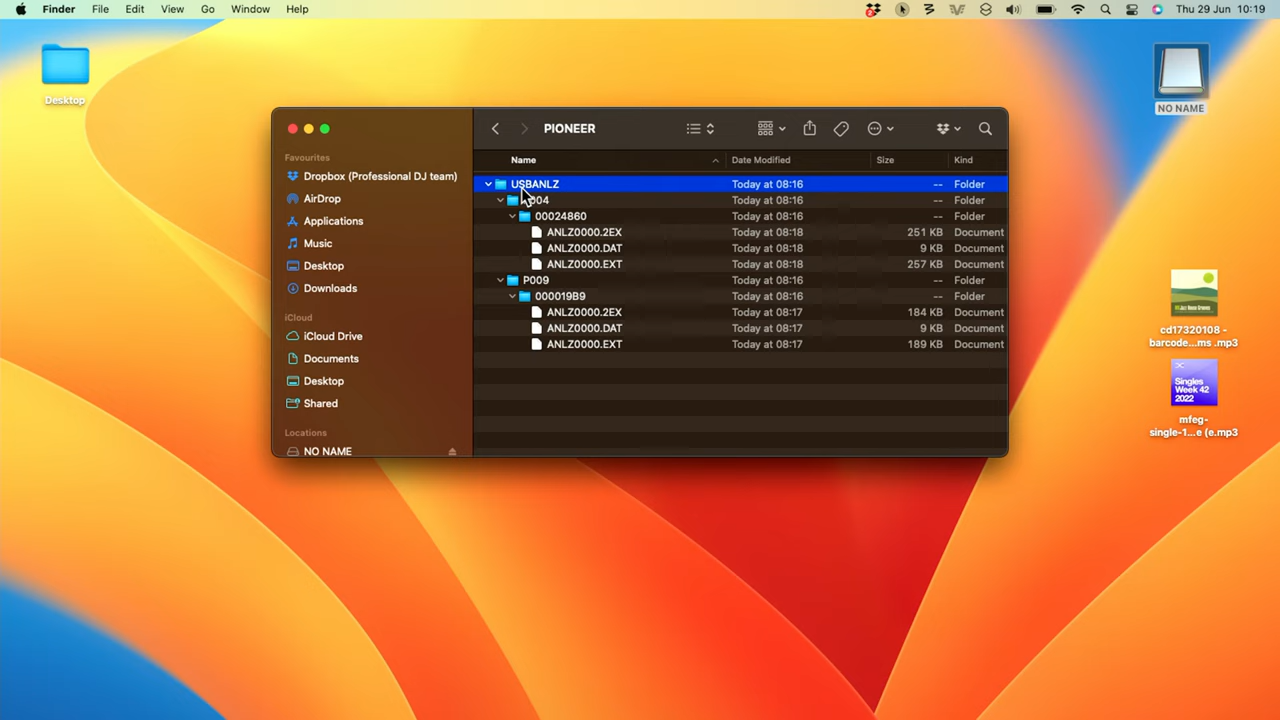 Finder File Edit View Go Window Help Thu 29 Jun 10:19
Desktop
NO NAME
PIONEER
Favourites
Dropbox (Professional DJ team)
AirDrop
Applications
Music
Desktop
Downloads
iCloud
iCloud Drive
Documents
Desktop
Shared
Locations
NO NAME
Name Date Modified Size Kind
USBANLZ Today at 08:16 -- Folder
Today at 08:16 -- Folder
00024860 Today at 08:16 -- Folder
ANLZ0000.2EX Today at 08:18 251 KB Document
ANLZ0000.DAT Today at 08:18 9 KB Document
ANLZ0000.EXT Today at 08:18 257 KB Document
P009 Today at 08:16 -- Folder
000019B9 Today at 08:16 -- Folder
ANLZ0000.2EX Today at 08:17 184 KB Document
ANLZ0000.DAT Today at 08:17 9 KB Document
ANLZ0000.EXT Today at 08:17 189 KB Document
cd17320108 -
barcode...ms .mp3
Singles
Week 42
2022
mfeg-
single-1...e (e.mp3